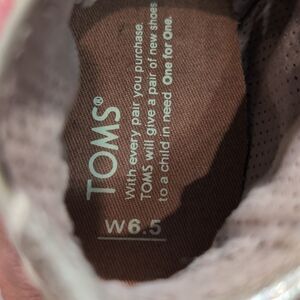 TOMS®
With every pair you purchase,
TOMS will give a pair of new shoes
to a child in need. One for One.
W6.5